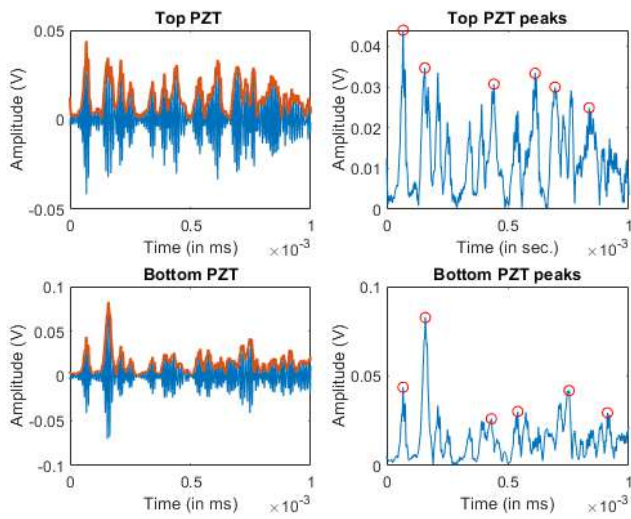 Top PZT
Amplitude (V)
0.05
0
-0.05
0
0.5
1
Time (in ms)
×10-3
Top PZT peaks
Amplitude (V)
0.04
0.03
0.02
0.01
0
0
0.5
1
Time (in sec.)
×10-3
Bottom PZT
Amplitude (V)
0.1
0.05
0
-0.05
-0.1
0
0.5
1
Time (in ms)
×10-3
Bottom PZT peaks
Amplitude (V)
0.1
0.05
0
0
0.5
1
Time (in ms)
×10-3